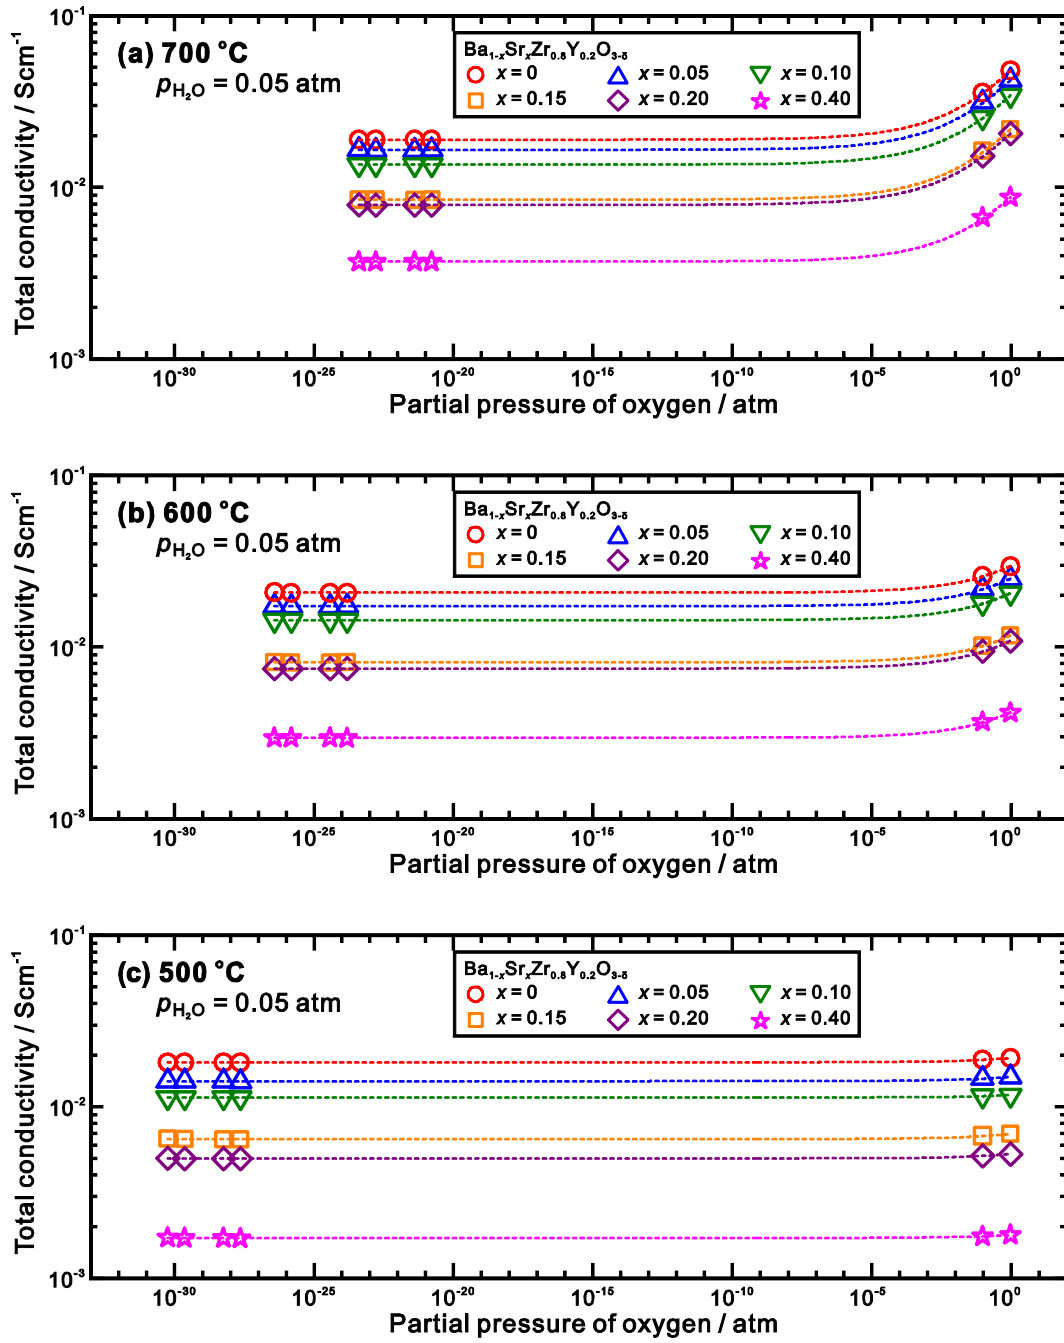 (a) 700 °C
pH₂O = 0.05 atm
Ba₁₋ₓSrₓZr₀.₈Y₀.₂O₃₋δ
x = 0 x = 0.05 x = 0.10
x = 0.15 x = 0.20 x = 0.40
Total conductivity / Scm⁻¹
10⁻¹
10⁻²
10⁻³
10⁻³⁰ 10⁻²⁵ 10⁻²⁰ 10⁻¹⁵ 10⁻¹⁰ 10⁻⁵ 10⁰
Partial pressure of oxygen / atm
(b) 600 °C
pH₂O = 0.05 atm
Ba₁₋ₓSrₓZr₀.₈Y₀.₂O₃₋δ
x = 0 x = 0.05 x = 0.10
x = 0.15 x = 0.20 x = 0.40
Total conductivity / Scm⁻¹
10⁻¹
10⁻²
10⁻³
10⁻³⁰ 10⁻²⁵ 10⁻²⁰ 10⁻¹⁵ 10⁻¹⁰ 10⁻⁵ 10⁰
Partial pressure of oxygen / atm
(c) 500 °C
pH₂O = 0.05 atm
Ba₁₋ₓSrₓZr₀.₈Y₀.₂O₃₋δ
x = 0 x = 0.05 x = 0.10
x = 0.15 x = 0.20 x = 0.40
Total conductivity / Scm⁻¹
10⁻¹
10⁻²
10⁻³
10⁻³⁰ 10⁻²⁵ 10⁻²⁰ 10⁻¹⁵ 10⁻¹⁰ 10⁻⁵ 10⁰
Partial pressure of oxygen / atm